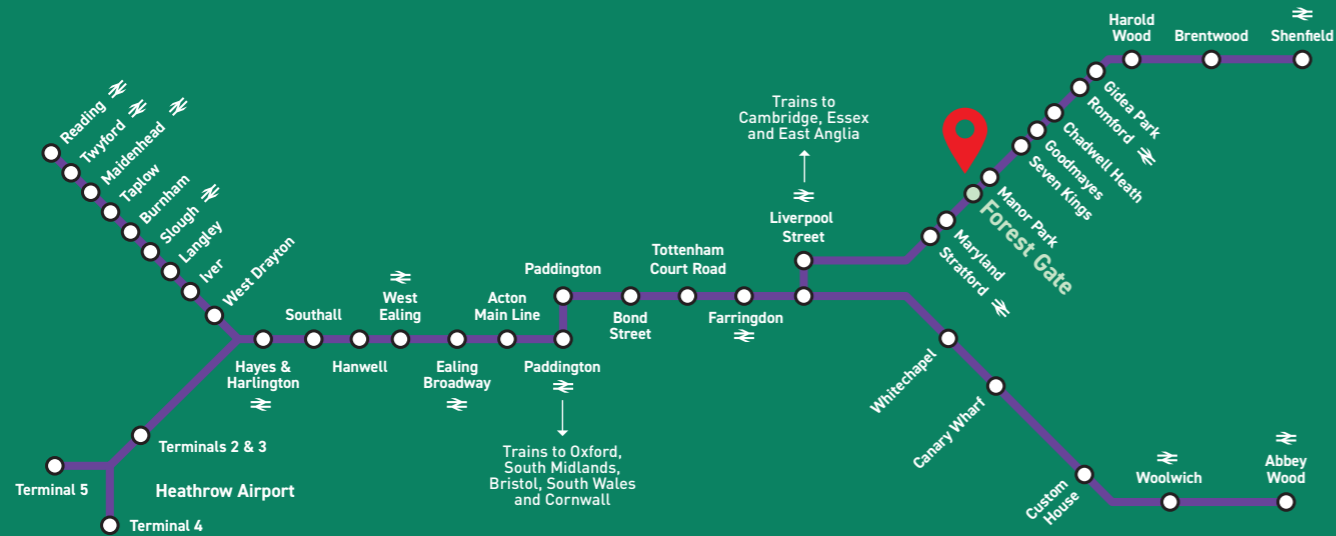 Reading
Twyford
Maidenhead
Taplow
Burnham
Slough
Langley
Iver
West Drayton
Terminals 2 & 3
Terminal 5
Heathrow Airport
Terminal 4
Hayes &
Harlington
Southall
Hanwell
West
Ealing
Ealing
Broadway
Acton
Main Line
Paddington
Paddington
Trains to Oxford,
South Midlands,
Bristol, South Wales
and Cornwall
Bond
Street
Tottenham
Court Road
Farringdon
Trains to
Cambridge, Essex
and East Anglia
Liverpool
Street
Stratford
Maryland
Forest Gate
Manor Park
Seven Kings
Goodmayes
Chadwell Heath
Romford
Gidea Park
Harold
Wood
Brentwood
Shenfield
Whitechapel
Canary Wharf
Custom
House
Woolwich
Abbey
Wood